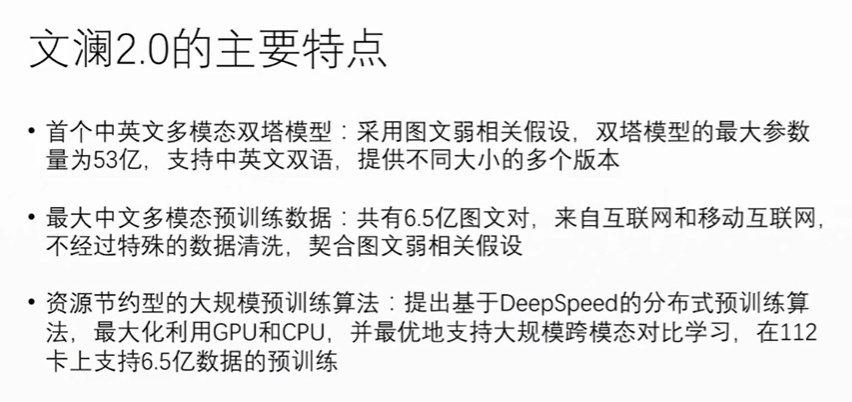 文澜2.0的主要特点
• 首个中英文多模态双塔模型：采用图文弱相关假设，双塔模型的最大参数
量为53亿，支持中英文双语，提供不同大小的多个版本
• 最大中文多模态预训练数据：共有6.5亿图文对，来自互联网和移动互联网，
不经过特殊的数据清洗，契合图文弱相关假设
• 资源节约型的大规模预训练算法：提出基于DeepSpeed的分布式预训练算
法，最大化利用GPU和CPU，并最优地支持大规模跨模态对比学习，在112
卡上支持6.5亿数据的预训练